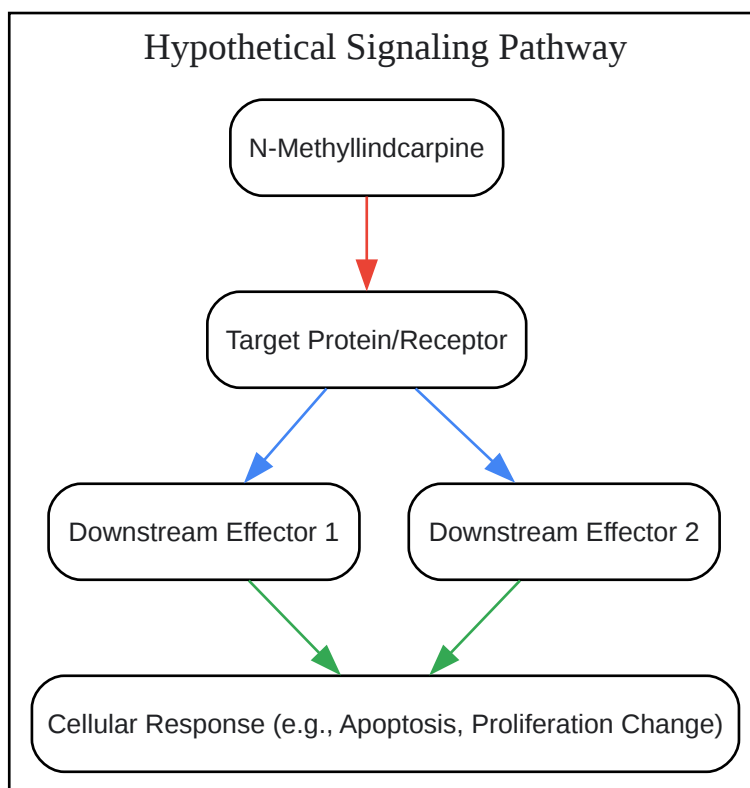 Hypothetical Signaling Pathway
N-Methyllindcarpine
Target Protein/Receptor
Downstream Effector 1
Downstream Effector 2
Cellular Response (e.g., Apoptosis, Proliferation Change)